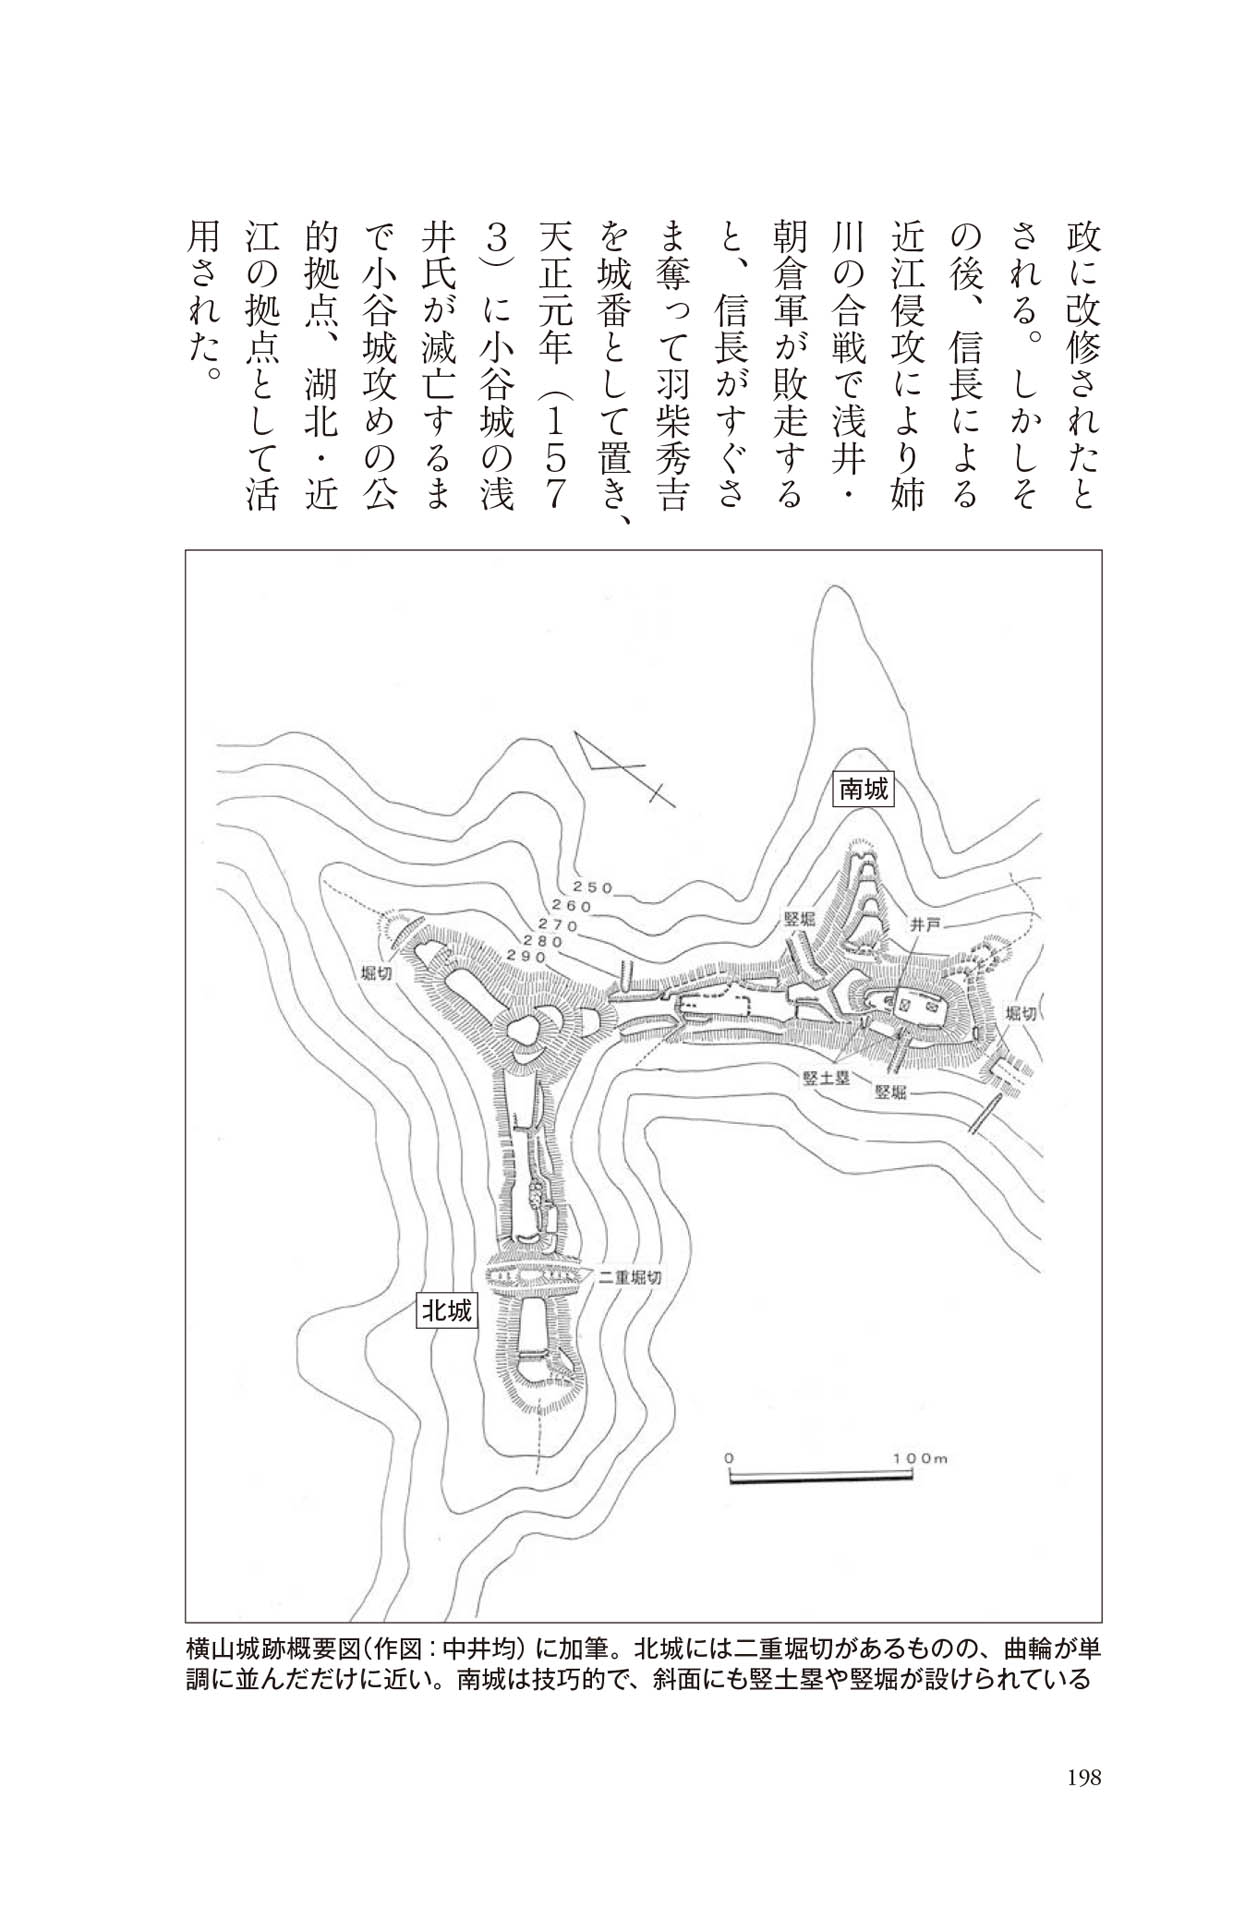 政に改修されたと
される。しかしそ
の後、信長による
近江侵攻により姉
川の合戦で浅井・
朝倉軍が敗走する
と、信長がすぐさ
ま奪って羽柴秀吉
を城番として置き、
天正元年（157
3）に小谷城の浅
井氏が滅亡するま
で小谷城攻めの公
的拠点、湖北・近
江の拠点として活
用された。
南城
250
260
270
280
290
竪堀
井戸
堀切
堀切
竪土塁
竪堀
二重堀切
北城
0 100m
横山城跡概要図（作図：中井均）に加筆。北城には二重堀切があるものの、曲輪が単
調に並んだだけに近い。南城は技巧的で、斜面にも竪土塁や竪堀が設けられている
198